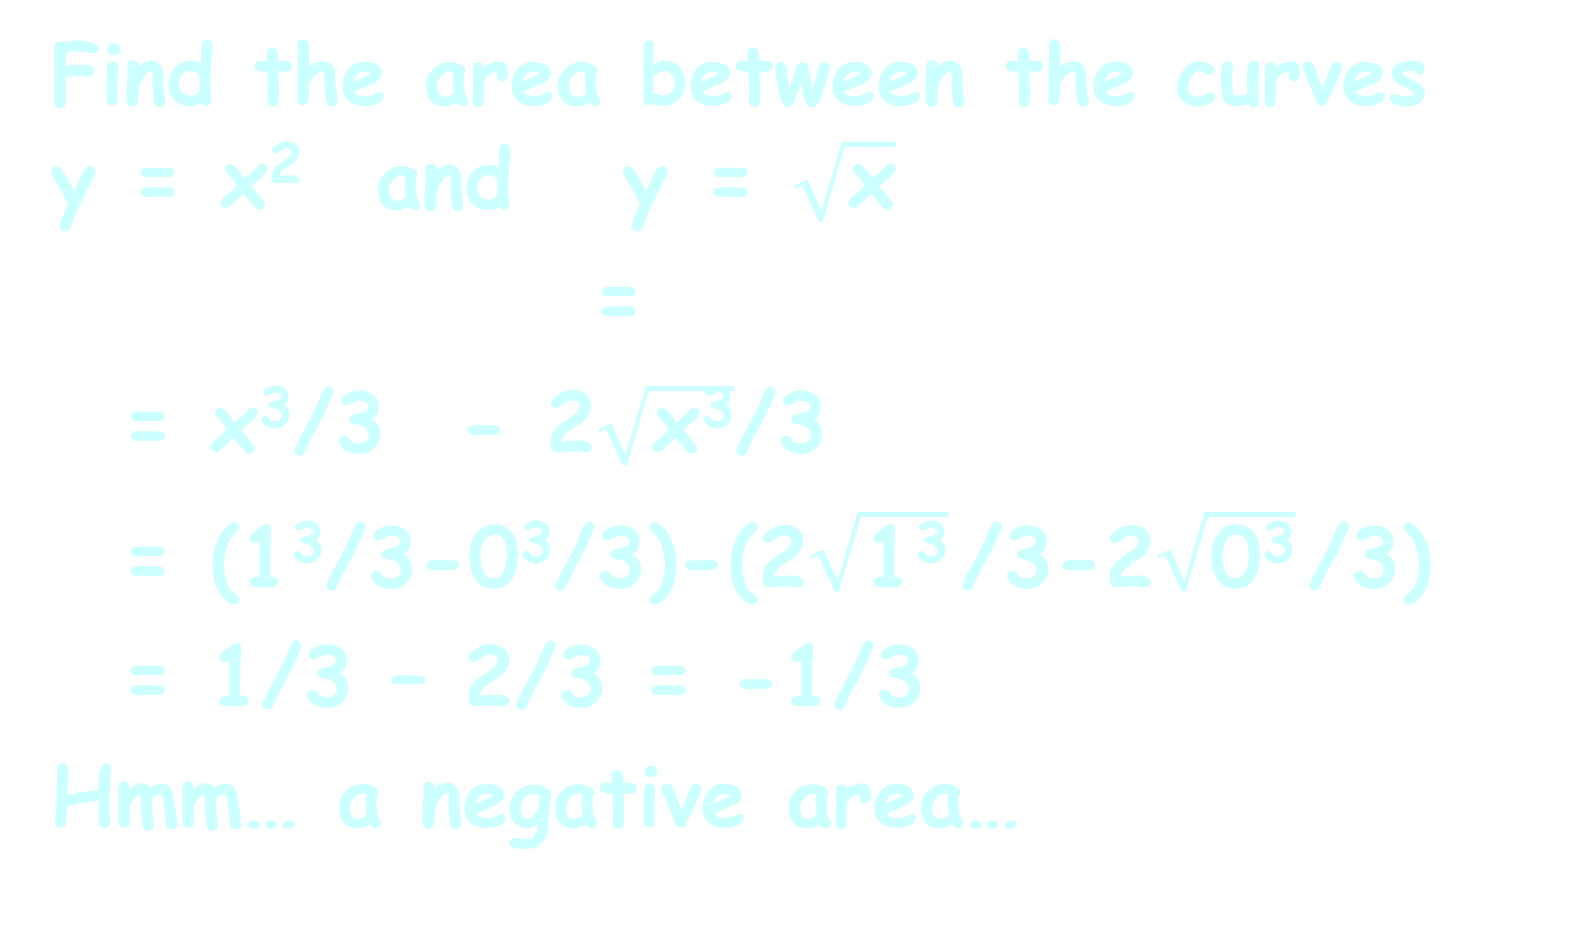 Find the area between the curves
y = x² and y = √x
=
= x³/3 - 2√x³/3
= (1³/3-0³/3)-(2√1³/3-2√0³/3)
= 1/3 – 2/3 = -1/3
Hmm… a negative area…